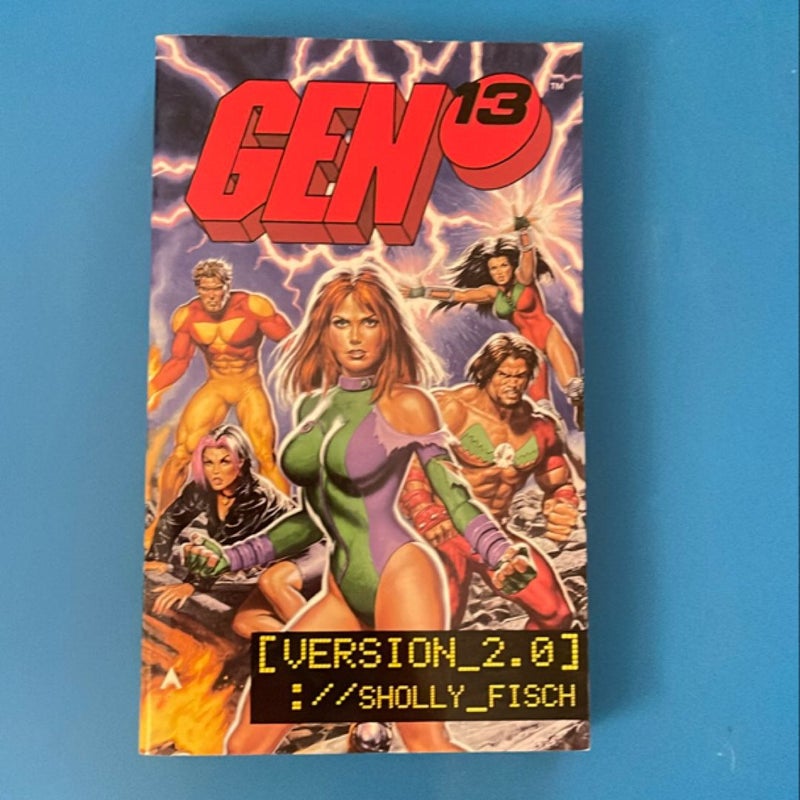 GEN 13 ™
[VERSION_2.0]
://SHOLLY_FISCH